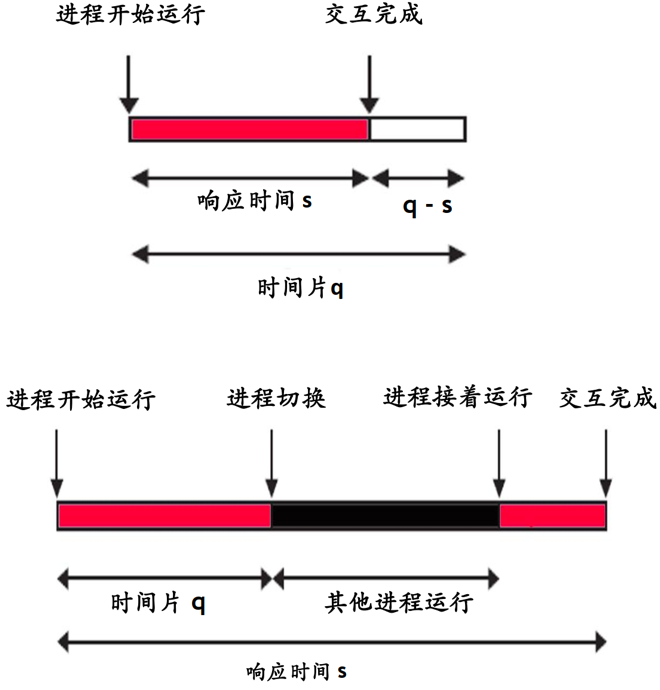 进程开始运行 交互完成
响应时间 s q - s
时间片q
进程开始运行 进程切换 进程接着运行 交互完成
时间片 q 其他进程运行
响应时间 s